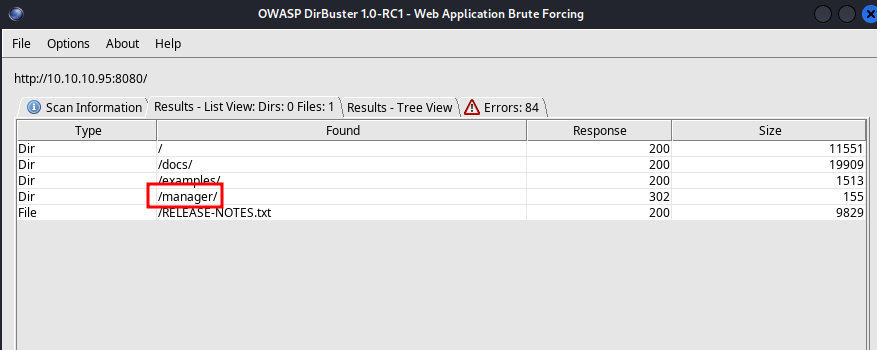 OWASP DirBuster 1.0-RC1 - Web Application Brute Forcing
File Options About Help
http://10.10.10.95:8080/
Scan Information Results - List View: Dirs: 0 Files: 1 Results - Tree View Errors: 84
Type Found Response Size
Dir / 200 11551
Dir /docs/ 200 19909
Dir /examples/ 200 1513
Dir /manager/ 302 155
File /RELEASE-NOTES.txt 200 9829